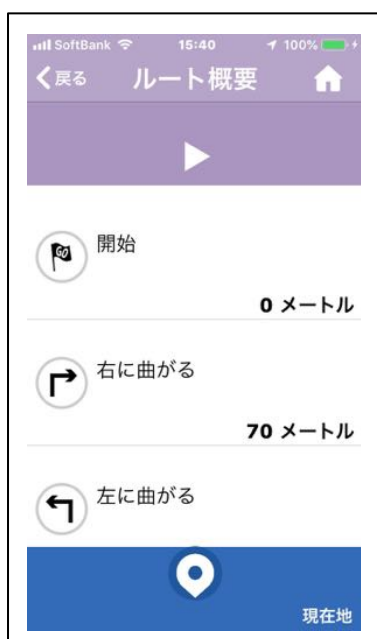 SoftBank 15:40 100%
戻る ルート概要
GO 開始
0 メートル
右に曲がる
70 メートル
左に曲がる
現在地